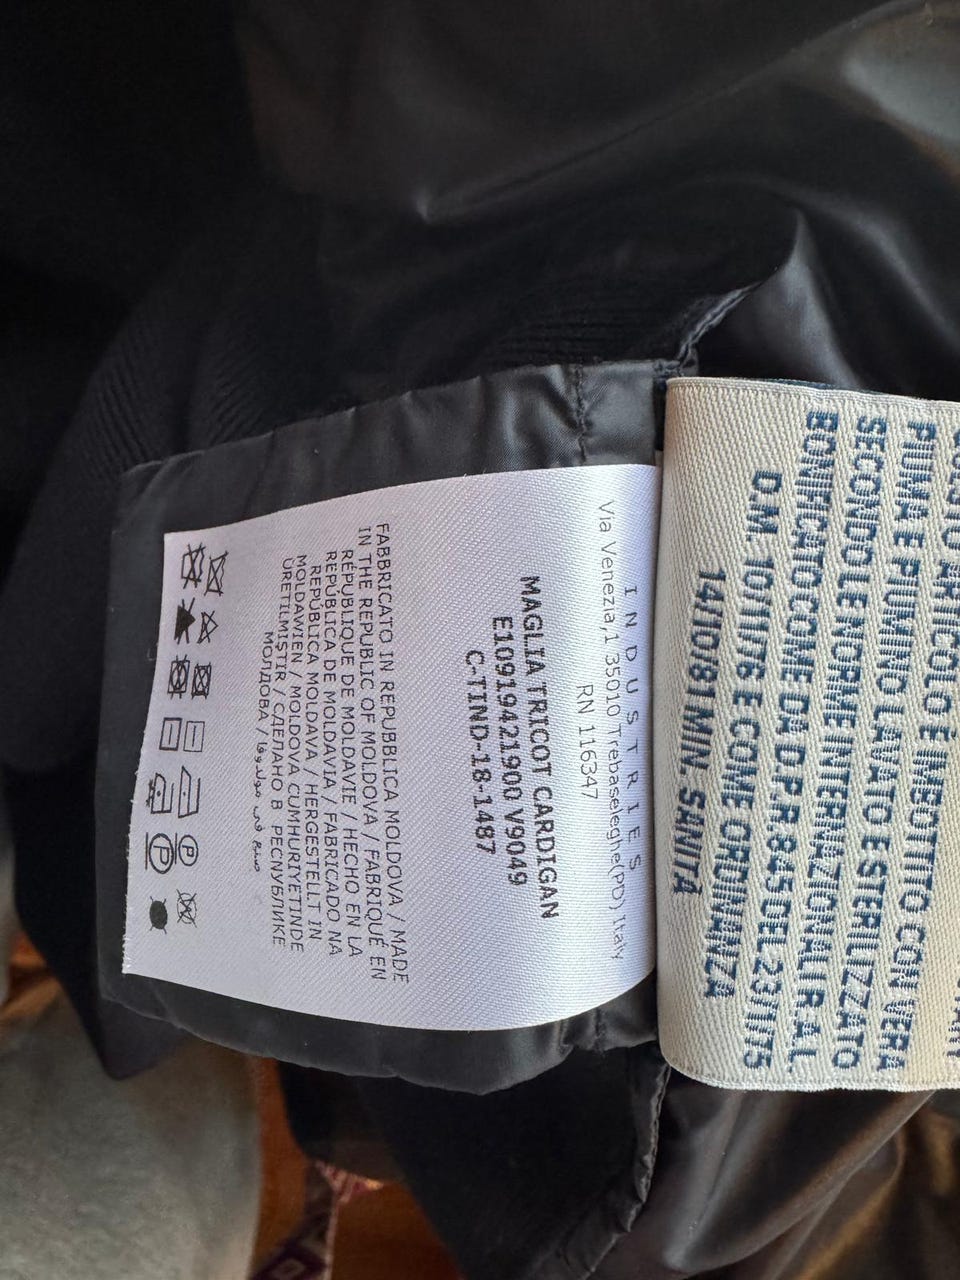 INDUSTRIES
Via Venezia,1 35010 Trebaseleghe(PD) Italy
RN 116347
MAGLIA TRICOT CARDIGAN
E10919421900 V9049
C-TIND-18-1487
FABBRICATO IN REPUBBLICA MOLDOVA / MADE
IN THE REPUBLIC OF MOLDOVA / FABRIQUÉ EN
RÉPUBLIQUE DE MOLDAVIE / HECHO EN LA
REPÚBLICA DE MOLDAVIA / FABRICADO NA
REPÚBLICA MOLDAVA / HERGESTELLT IN
MOLDAWIEN / MOLDOVA CUMHURIYETINDE
ÜRETILMIŞTIR / СДЕЛАНО В РЕСПУБЛИКЕ
МОЛДОВА / صنع في مولدوفا
ARTICOLO È IMBOTTITO CON VERA
PIUMA E PIUMINO LAVATO E STERILIZZATO
SECONDO LE NORME INTERNAZIONALI R.A.L.
BONIFICATO COME DA D.P.R. 845 DEL 23/10/75
D.M. 10/11/76 E COME ORDINANZA
14/10/81 MIN. SANITÀ